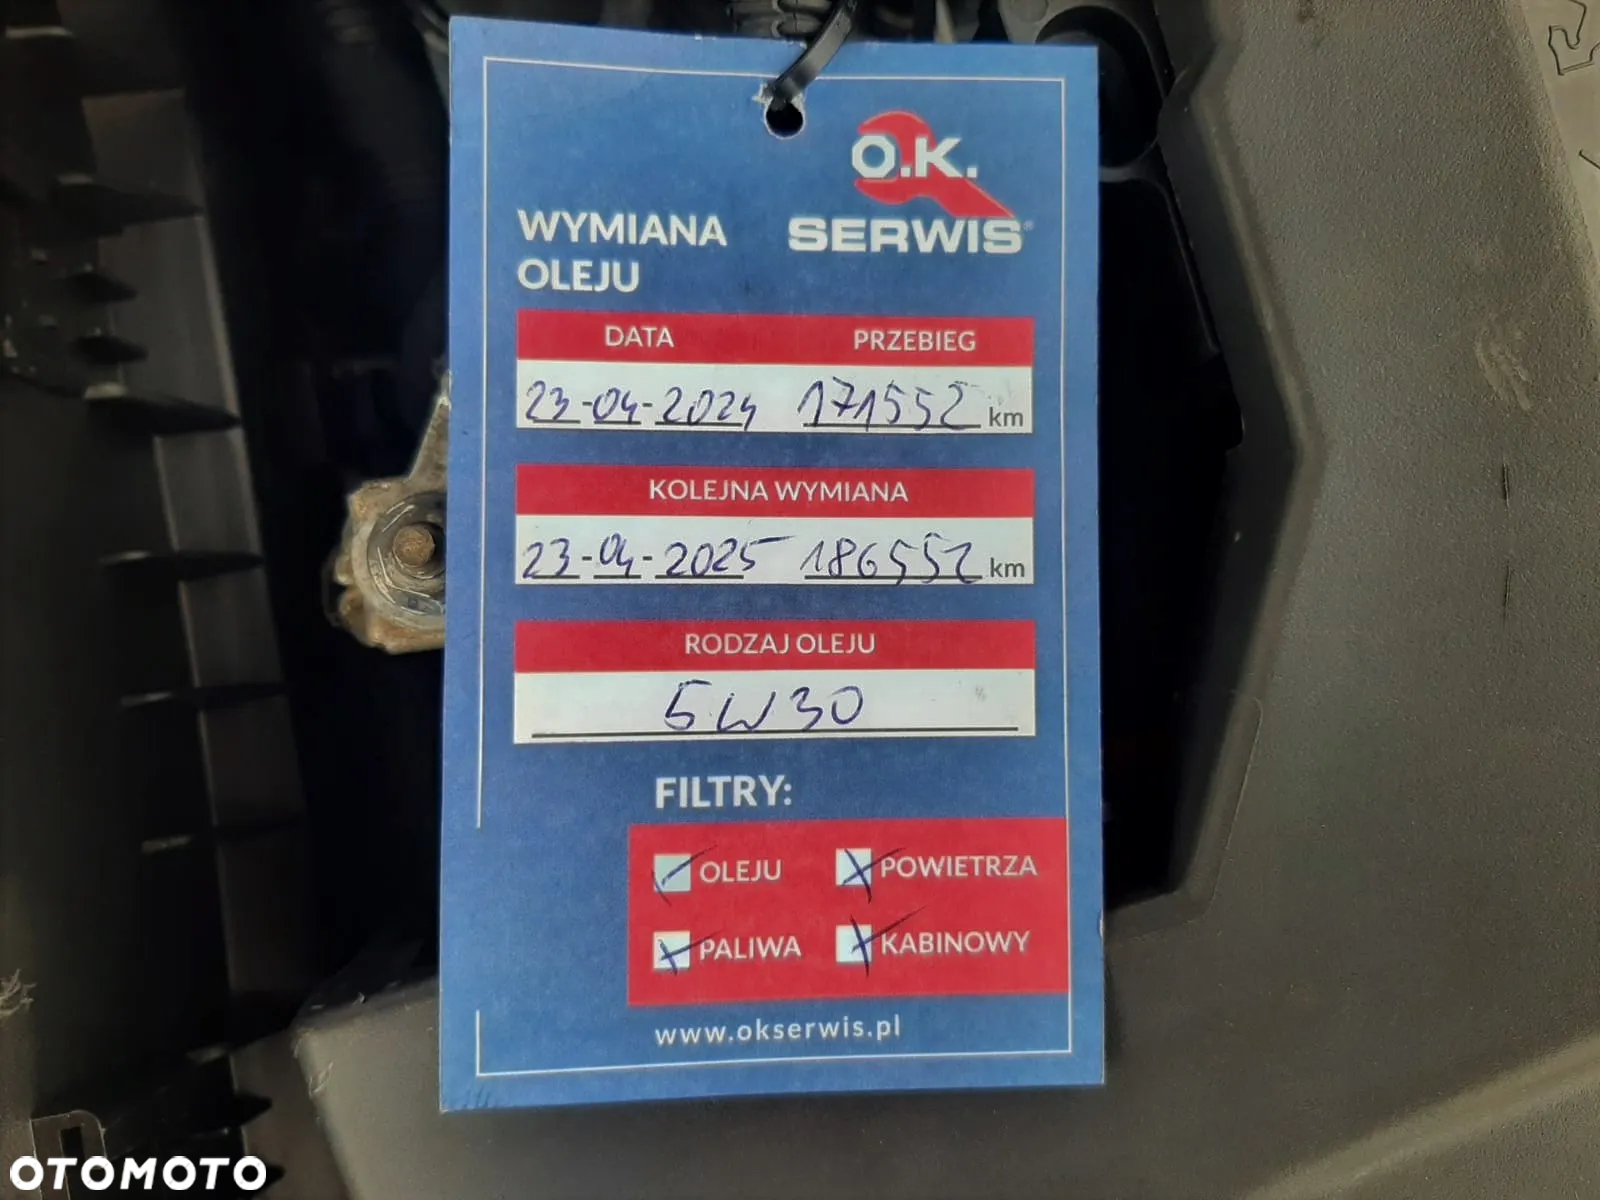 O.K.
SERWIS®
WYMIANA
OLEJU
DATA PRZEBIEG
23-04-2024 171552 km
KOLEJNA WYMIANA
23-04-2025 186552 km
RODZAJ OLEJU
5W30
FILTRY:
OLEJU POWIETRZA
PALIWA KABINOWY
www.okserwis.pl
OTOMOTO